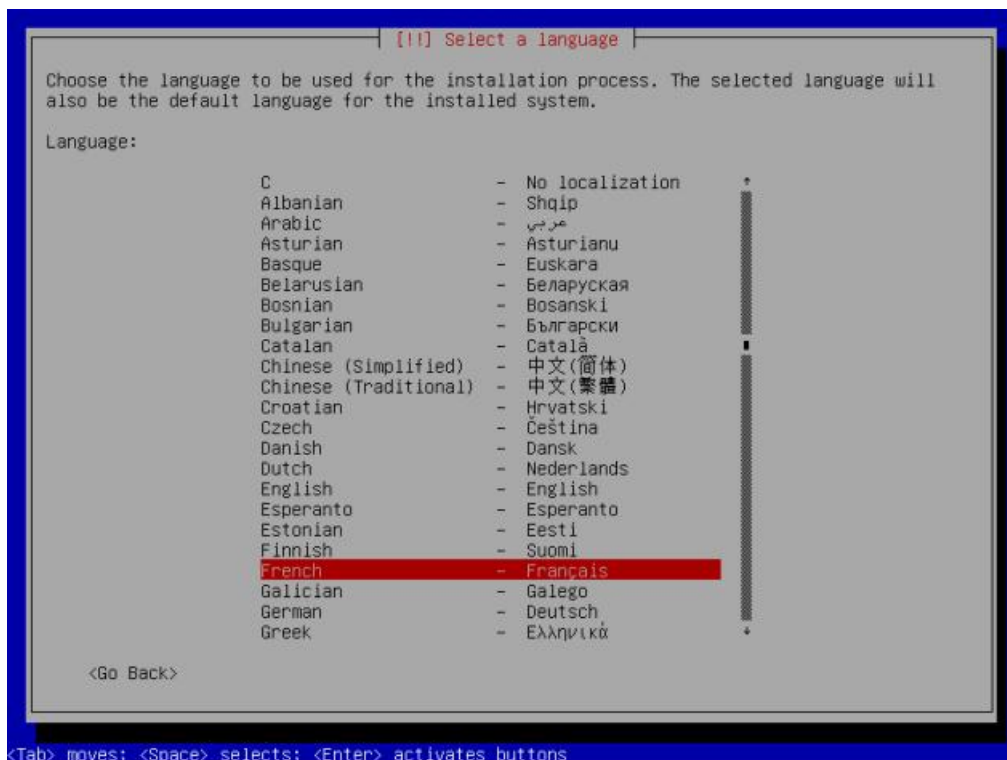 [!!] Select a language
Choose the language to be used for the installation process. The selected language will
also be the default language for the installed system.
Language:
C - No localization
Albanian - Shqip
Arabic - عربي
Asturian - Asturianu
Basque - Euskara
Belarusian - Беларуская
Bosnian - Bosanski
Bulgarian - Български
Catalan - Català
Chinese (Simplified) - 中文(简体)
Chinese (Traditional) - 中文(繁體)
Croatian - Hrvatski
Czech - Čeština
Danish - Dansk
Dutch - Nederlands
English - English
Esperanto - Esperanto
Estonian - Eesti
Finnish - Suomi
French - Français
Galician - Galego
German - Deutsch
Greek - Ελληνικά
<Go Back>
<Tab> moves; <Space> selects; <Enter> activates buttons